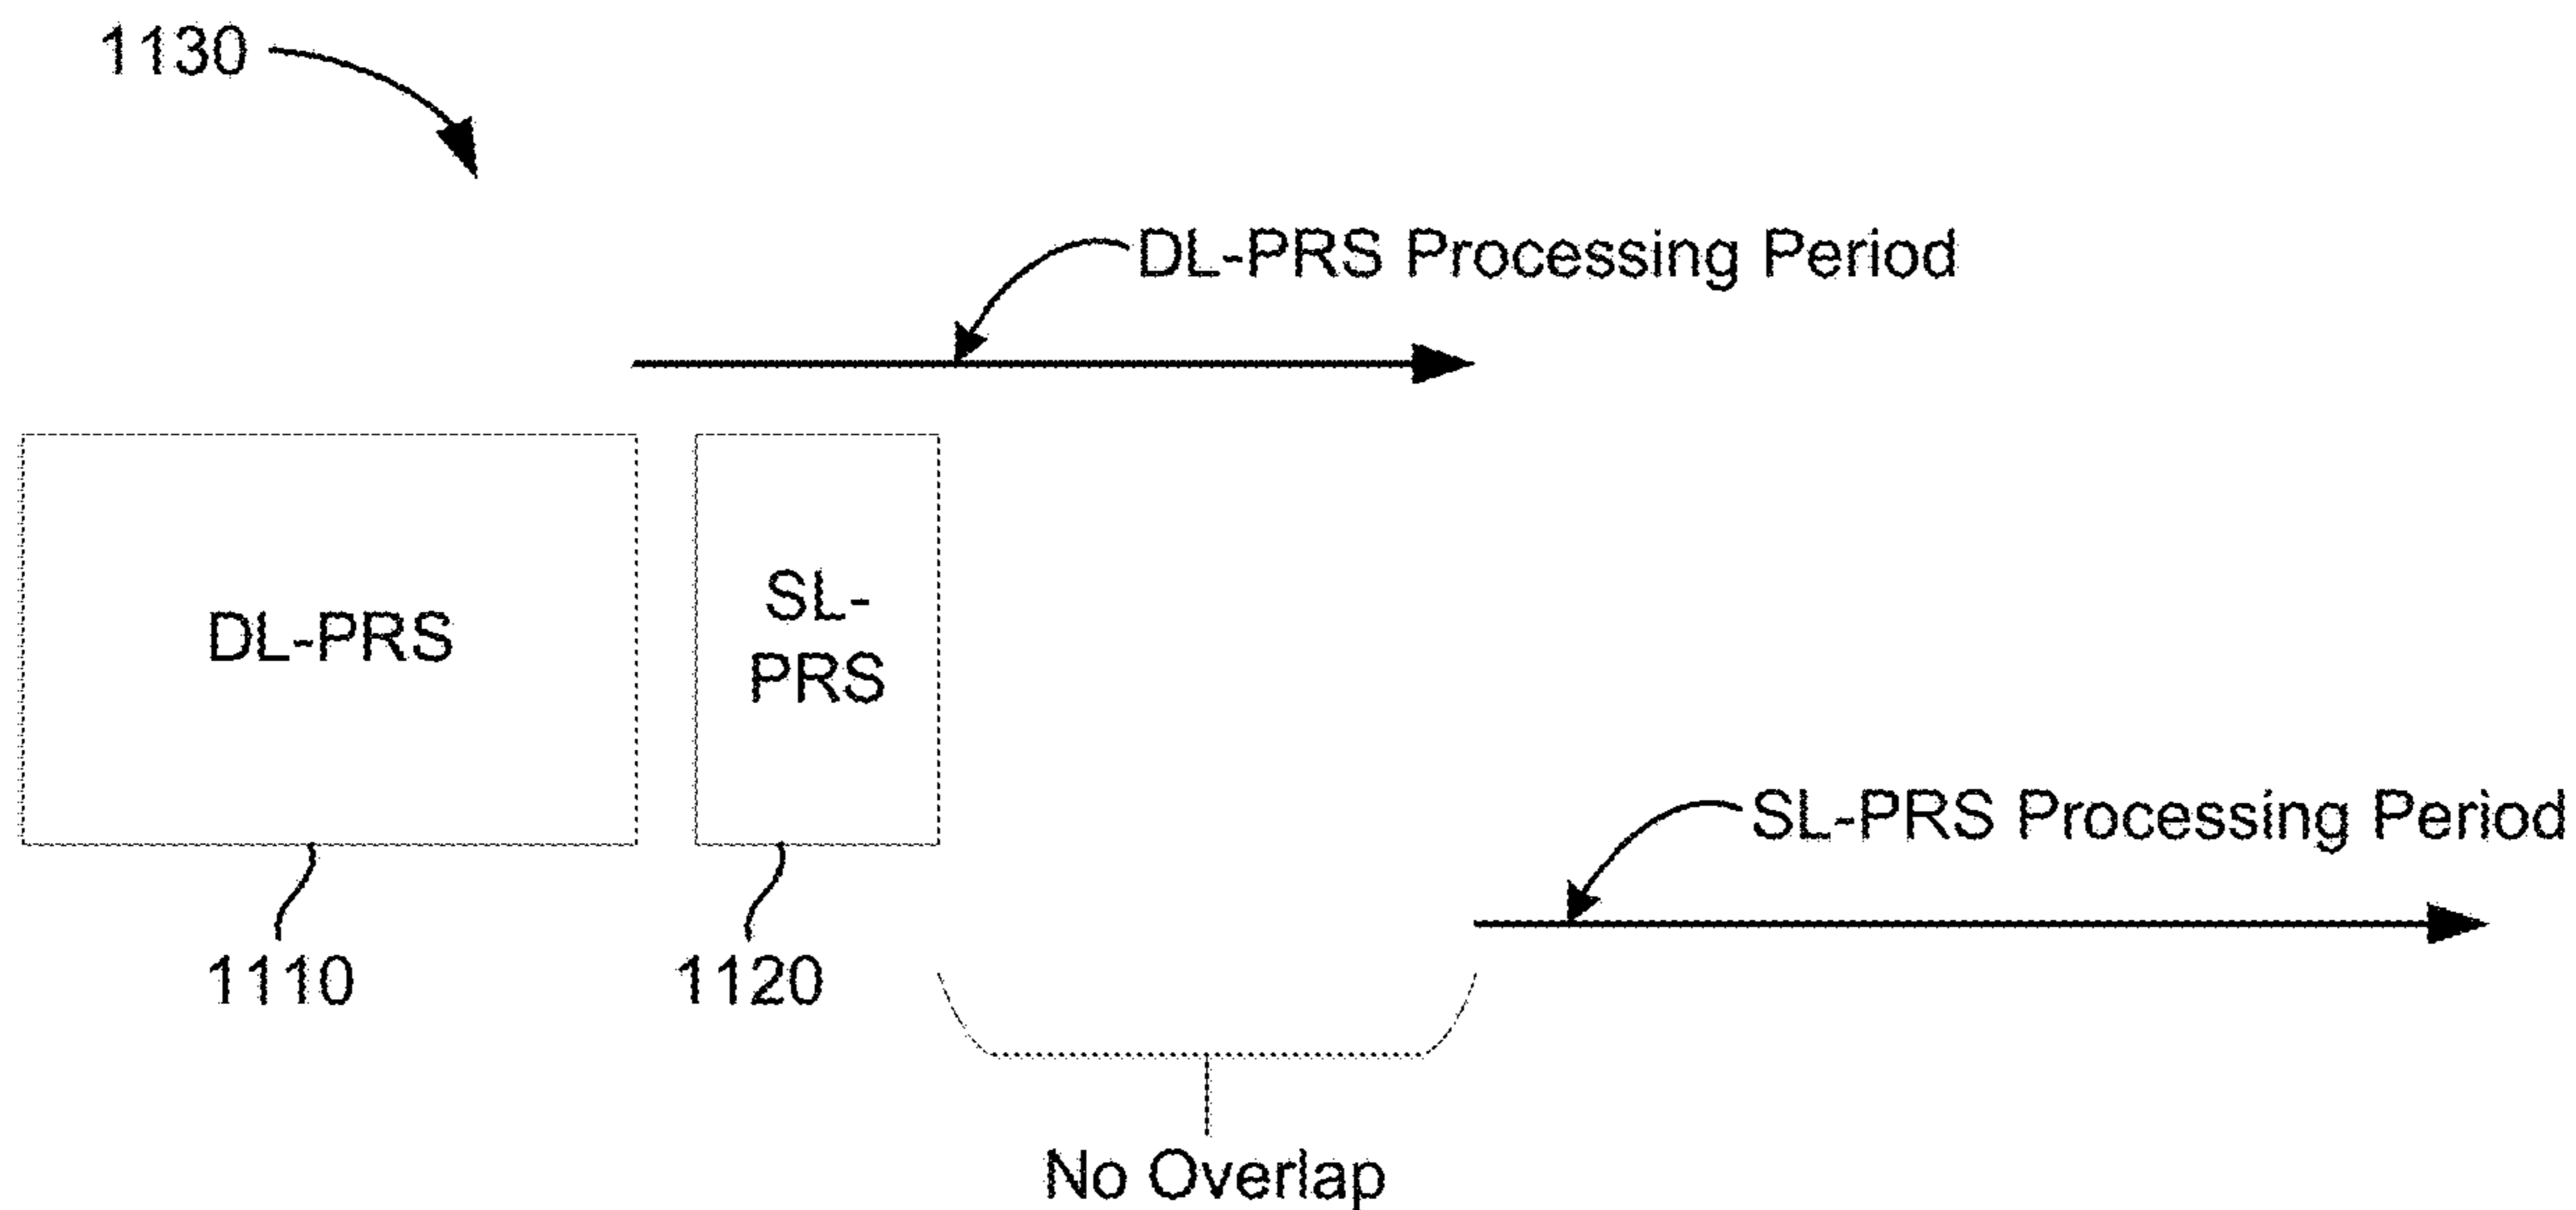 1130
DL-PRS Processing Period
DL-PRS
SL-
PRS
SL-PRS Processing Period
1110
1120
No Overlap